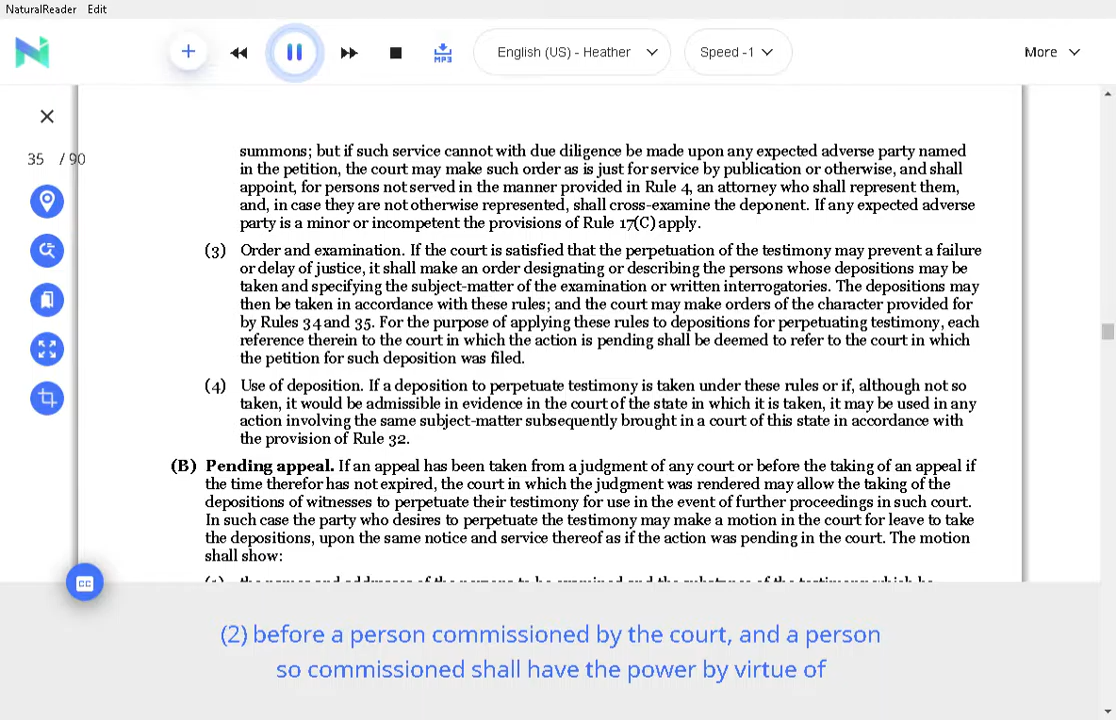 NaturalReader Edit
English (US) - Heather
Speed -1
More
MP3
35 / 90
summons; but if such service cannot with due diligence be made upon any expected adverse party named
in the petition, the court may make such order as is just for service by publication or otherwise, and shall
appoint, for persons not served in the manner provided in Rule 4, an attorney who shall represent them,
and, in case they are not otherwise represented, shall cross-examine the deponent. If any expected adverse
party is a minor or incompetent the provisions of Rule 17(C) apply.
(3) Order and examination. If the court is satisfied that the perpetuation of the testimony may prevent a failure
or delay of justice, it shall make an order designating or describing the persons whose depositions may be
taken and specifying the subject-matter of the examination or written interrogatories. The depositions may
then be taken in accordance with these rules; and the court may make orders of the character provided for
by Rules 34 and 35. For the purpose of applying these rules to depositions for perpetuating testimony, each
reference therein to the court in which the action is pending shall be deemed to refer to the court in which
the petition for such deposition was filed.
(4) Use of deposition. If a deposition to perpetuate testimony is taken under these rules or if, although not so
taken, it would be admissible in evidence in the court of the state in which it is taken, it may be used in any
action involving the same subject-matter subsequently brought in a court of this state in accordance with
the provision of Rule 32.
(B) Pending appeal. If an appeal has been taken from a judgment of any court or before the taking of an appeal if
the time therefor has not expired, the court in which the judgment was rendered may allow the taking of the
depositions of witnesses to perpetuate their testimony for use in the event of further proceedings in such court.
In such case the party who desires to perpetuate the testimony may make a motion in the court for leave to take
the depositions, upon the same notice and service thereof as if the action was pending in the court. The motion
shall show:
(1) the names and addresses of the persons to be examined and the substance of the testimony which he
CC
(2) before a person commissioned by the court, and a person
so commissioned shall have the power by virtue of